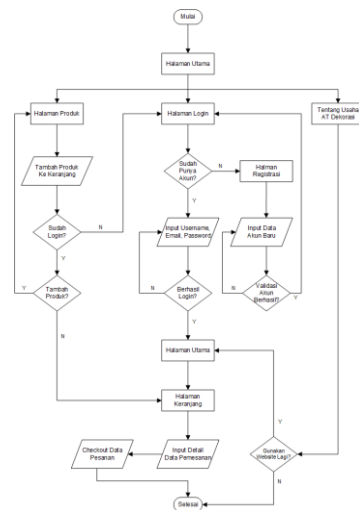 Mulai
Halaman Utama
Halaman Produk
Halaman Login
Tentang Usaha
AT Dekorasi
Tambah Produk
Ke Keranjang
Sudah
Punya
Akun?
N
Halman
Registrasi
Y
Sudah
Login?
N
Input Username,
Email, Password
Input Data
Akun Baru
Y
Y
Tambah
Produk?
N
Berhasil
Login?
N
Validasi
Akun
Berhasil?
Y
N
Y
Halaman Utama
Halaman
Keranjang
Y
Checkout Data
Pesanan
Input Detail
Data Pemesanan
Gunakan
Website Lagi?
N
Selesai